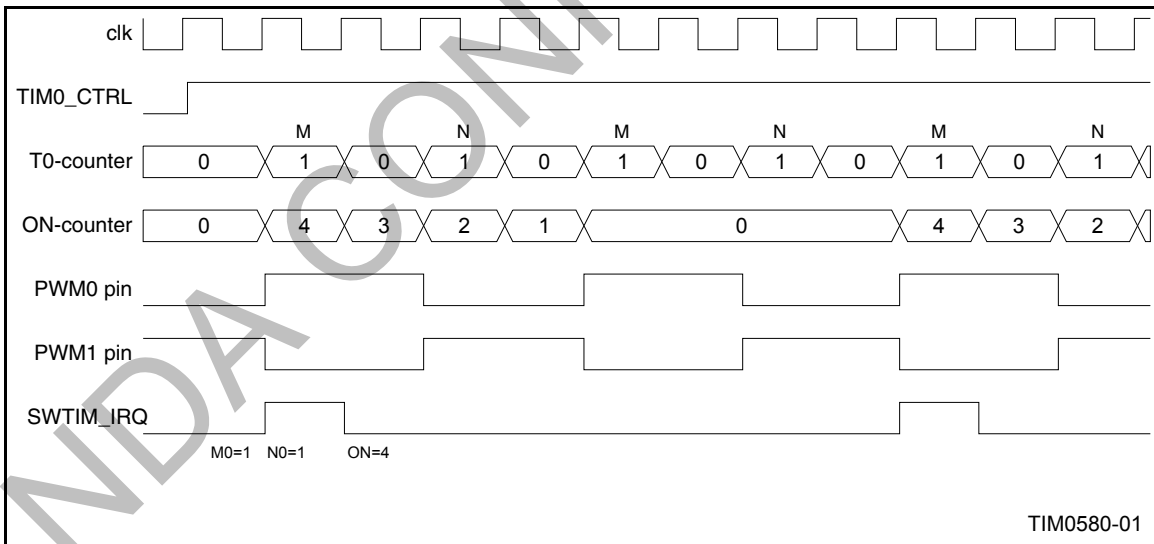 clk
TIM0_CTRL
M N M N M N
T0-counter 0 1 0 1 0 1 0 1 0 1 0 1
ON-counter 0 4 3 2 1 0 4 3 2
PWM0 pin
PWM1 pin
SWTIM_IRQ
M0=1 N0=1 ON=4
TIM0580-01
NDA CON